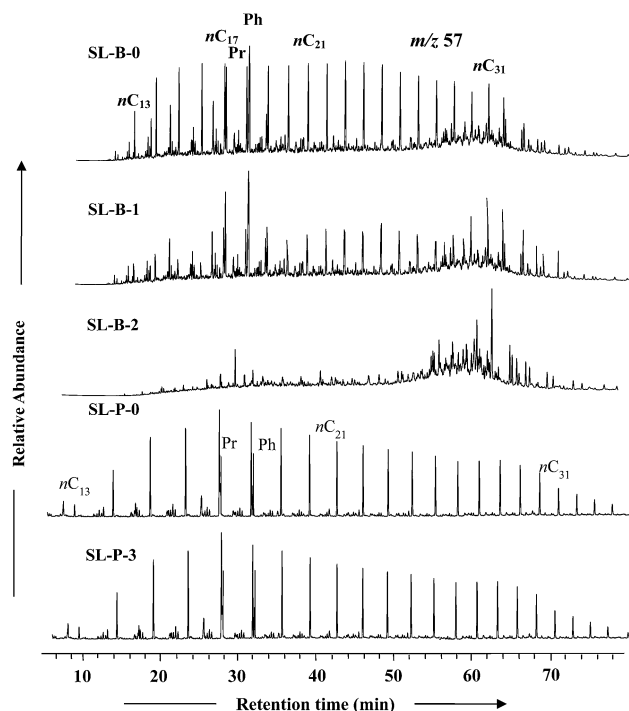 Ph
nC17
Pr
nC21
m/z 57
SL-B-0
nC31
nC13
SL-B-1
SL-B-2
SL-P-0
nC21
Pr
Ph
nC13
nC31
SL-P-3
Relative Abundance
10 20 30 40 50 60 70
Retention time (min)